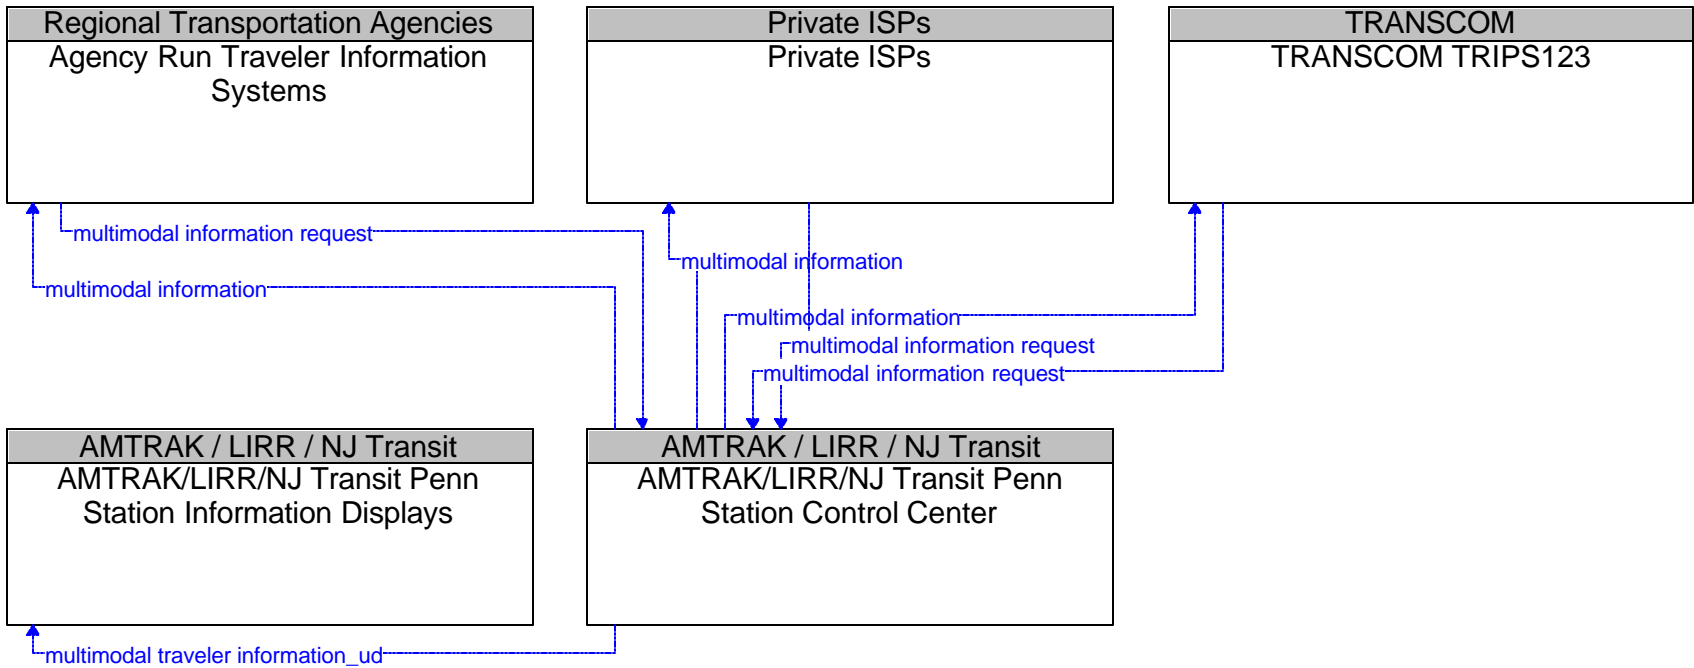 Regional Transportation Agencies
Agency Run Traveler Information
Systems
Private ISPs
Private ISPs
TRANSCOM
TRANSCOM TRIPS123
multimodal information request
multimodal information
multimodal information
multimodal information
multimodal information request
multimodal information request
AMTRAK / LIRR / NJ Transit
AMTRAK/LIRR/NJ Transit Penn
Station Information Displays
AMTRAK / LIRR / NJ Transit
AMTRAK/LIRR/NJ Transit Penn
Station Control Center
multimodal traveler information_ud